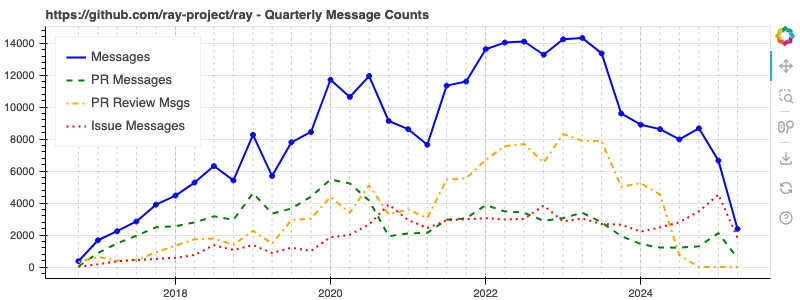 https://github.com/ray-project/ray - Quarterly Message Counts
Messages
PR Messages
PR Review Msgs
Issue Messages
14000
12000
10000
8000
6000
4000
2000
0
2018
2020
2022
2024